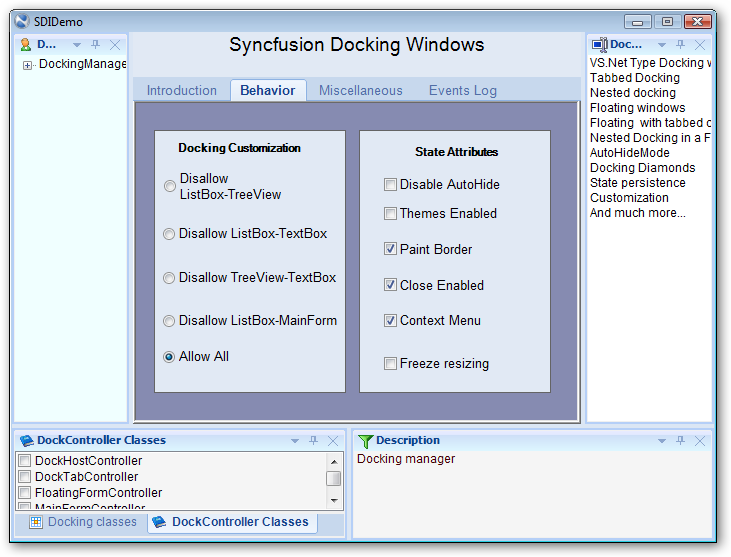 SDIDemo
D...
DockingManage
Syncfusion Docking Windows
Introduction Behavior Miscellaneous Events Log
Docking Customization
Disallow
ListBox-TreeView
Disallow ListBox-TextBox
Disallow TreeView-TextBox
Disallow ListBox-MainForm
Allow All
State Attributes
Disable AutoHide
Themes Enabled
Paint Border
Close Enabled
Context Menu
Freeze resizing
Doc...
VS.Net Type Docking w
Tabbed Docking
Nested docking
Floating windows
Floating with tabbed d
Nested Docking in a F
AutoHideMode
Docking Diamonds
State persistence
Customization
And much more...
DockController Classes
DockHostController
DockTabController
FloatingFormController
MainFormController
Docking classes DockController Classes
Description
Docking manager